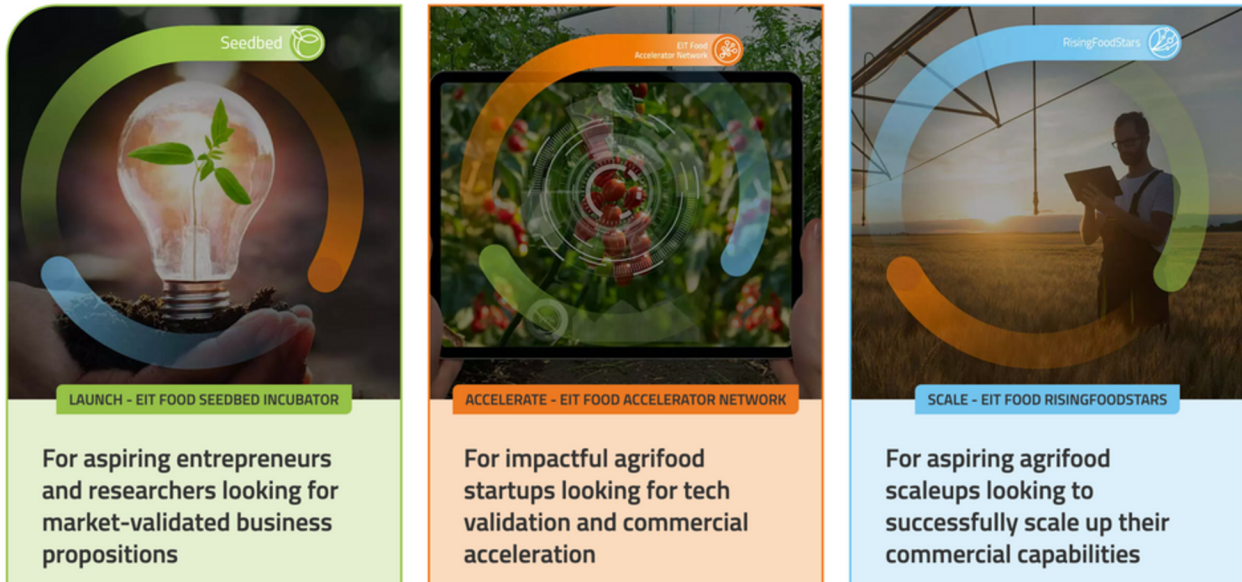 Seedbed
LAUNCH - EIT FOOD SEEDBED INCUBATOR
For aspiring entrepreneurs
and researchers looking for
market-validated business
propositions
EIT Food
Accelerator Network
ACCELERATE - EIT FOOD ACCELERATOR NETWORK
For impactful agrifood
startups looking for tech
validation and commercial
acceleration
RisingFoodStars
SCALE - EIT FOOD RISINGFOODSTARS
For aspiring agrifood
scaleups looking to
successfully scale up their
commercial capabilities